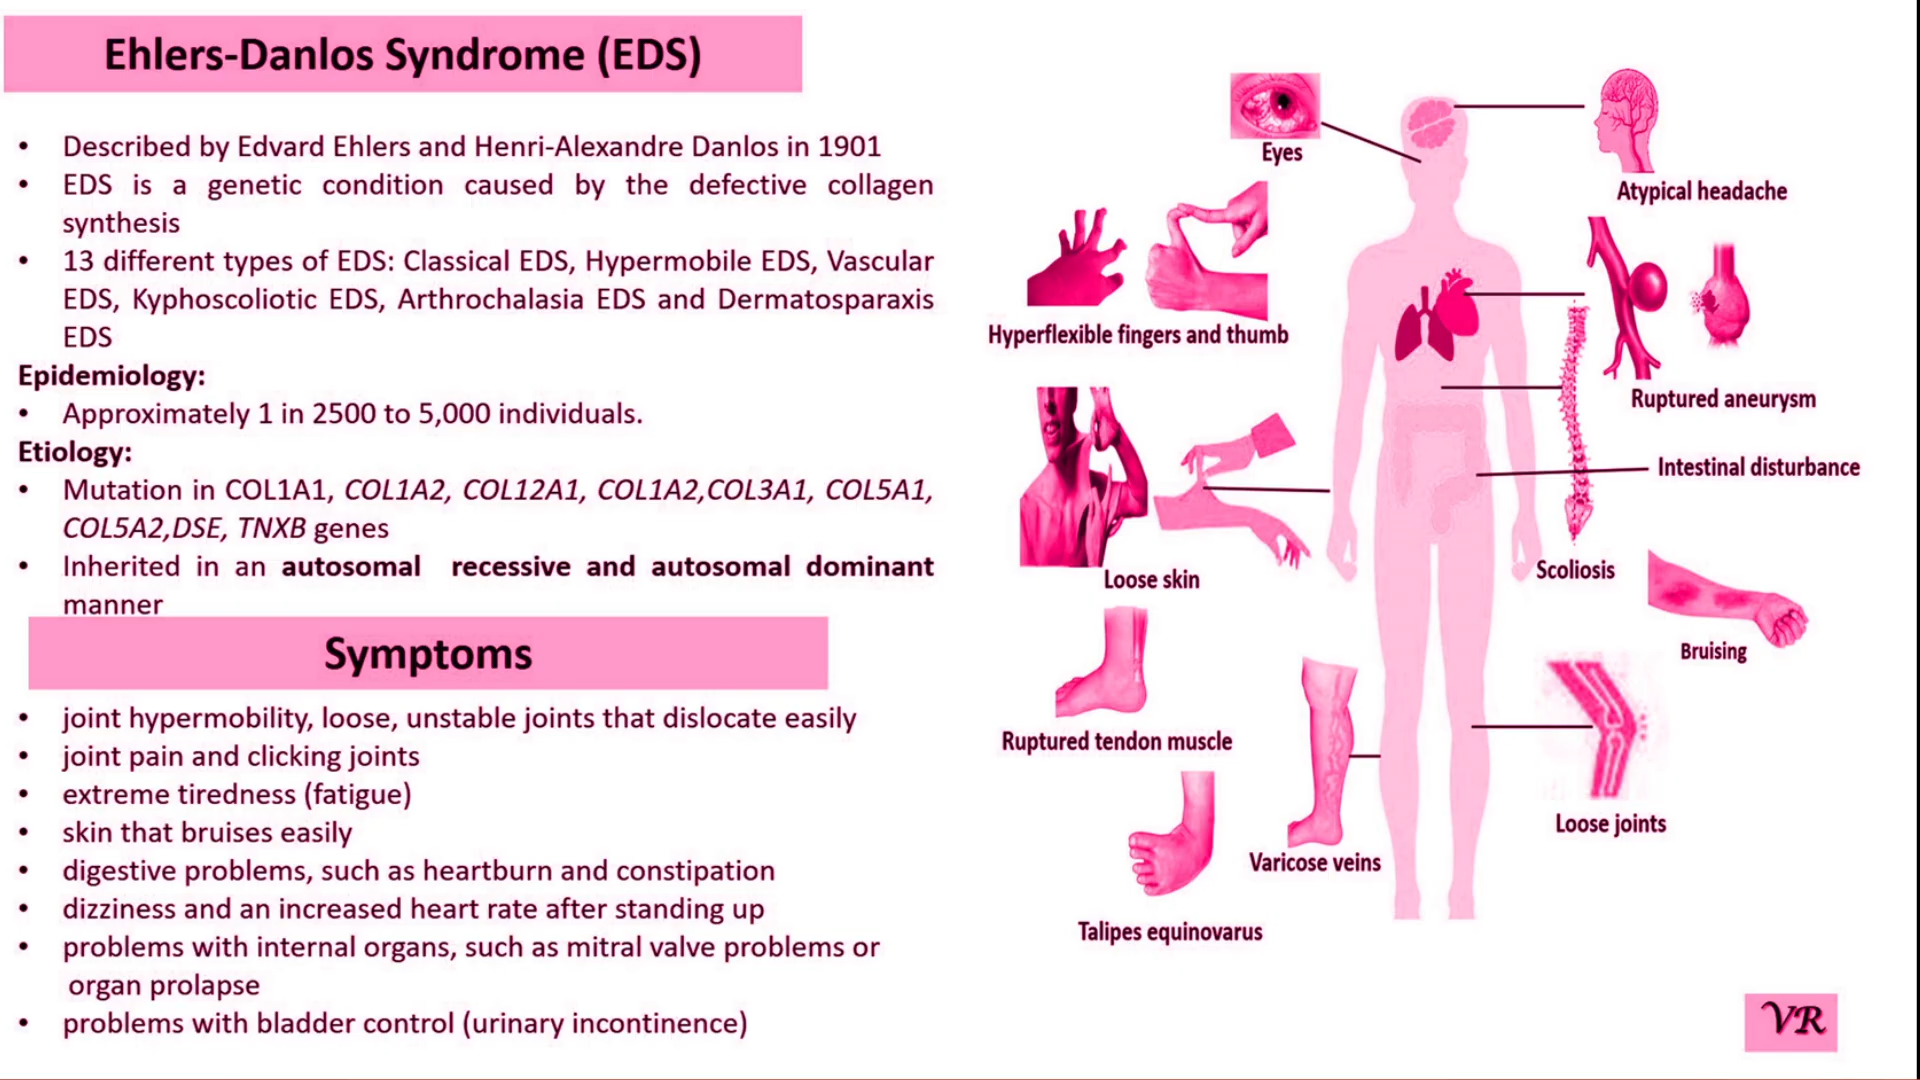 Ehlers-Danlos Syndrome (EDS)
• Described by Edvard Ehlers and Henri-Alexandre Danlos in 1901
• EDS is a genetic condition caused by the defective collagen
synthesis
• 13 different types of EDS: Classical EDS, Hypermobile EDS, Vascular
EDS, Kyphoscoliotic EDS, Arthrochalasia EDS and Dermatosparaxis
EDS
Epidemiology:
• Approximately 1 in 2500 to 5,000 individuals.
Etiology:
• Mutation in COL1A1, COL1A2, COL12A1, COL1A2,COL3A1, COL5A1,
COL5A2,DSE, TNXB genes
• Inherited in an autosomal recessive and autosomal dominant
manner
Symptoms
• joint hypermobility, loose, unstable joints that dislocate easily
• joint pain and clicking joints
• extreme tiredness (fatigue)
• skin that bruises easily
• digestive problems, such as heartburn and constipation
• dizziness and an increased heart rate after standing up
• problems with internal organs, such as mitral valve problems or
organ prolapse
• problems with bladder control (urinary incontinence)
Eyes
Atypical headache
Hyperflexible fingers and thumb
Ruptured aneurysm
Intestinal disturbance
Scoliosis
Loose skin
Bruising
Ruptured tendon muscle
Loose joints
Varicose veins
Talipes equinovarus
VR